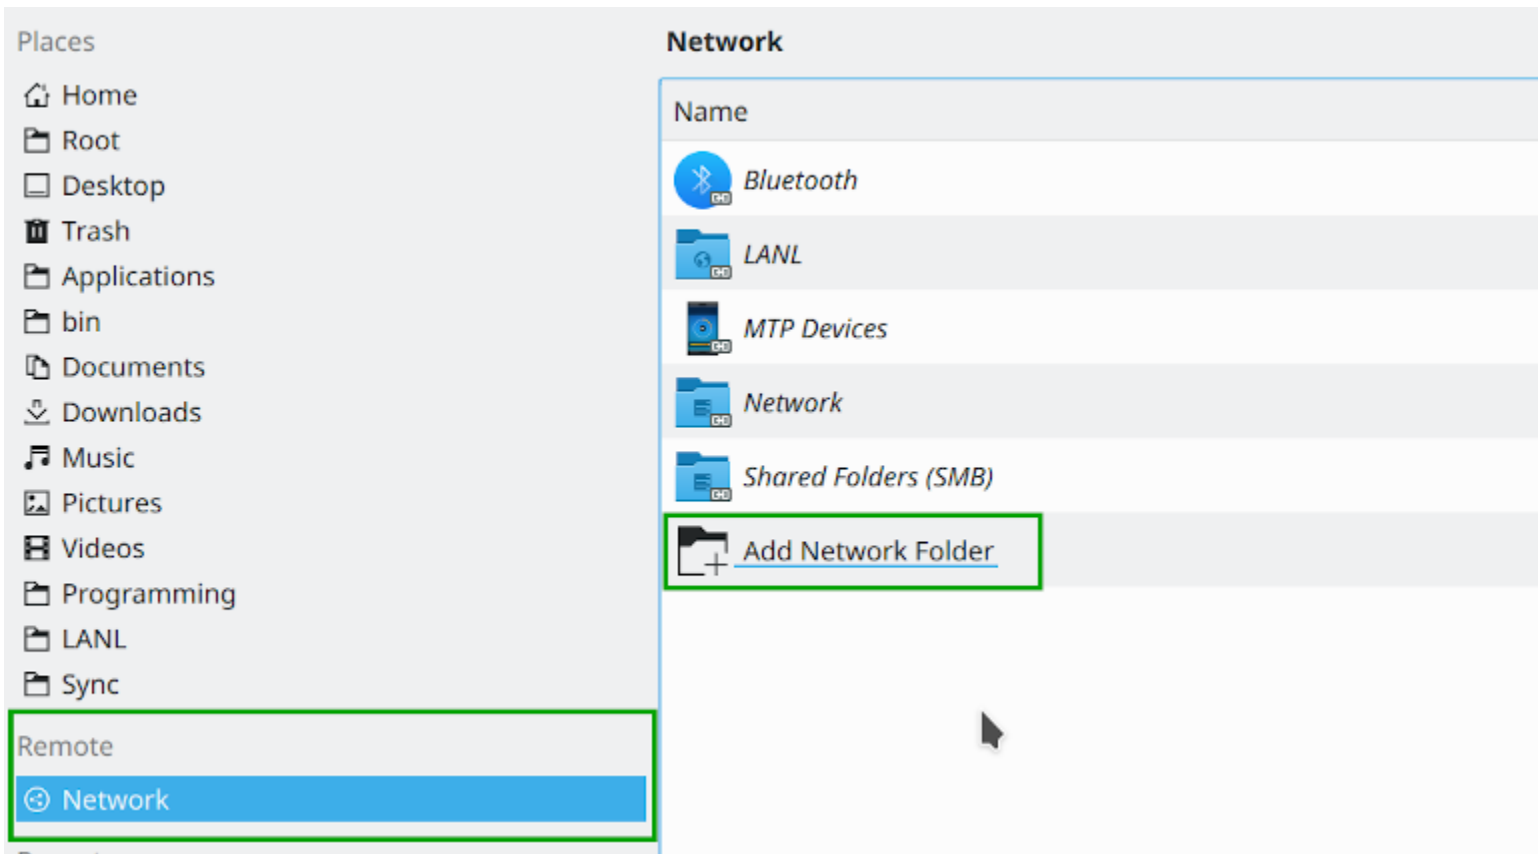 Places
Home
Root
Desktop
Trash
Applications
bin
Documents
Downloads
Music
Pictures
Videos
Programming
LANL
Sync
Remote
Network
Network
Name
Bluetooth
LANL
MTP Devices
Network
Shared Folders (SMB)
Add Network Folder